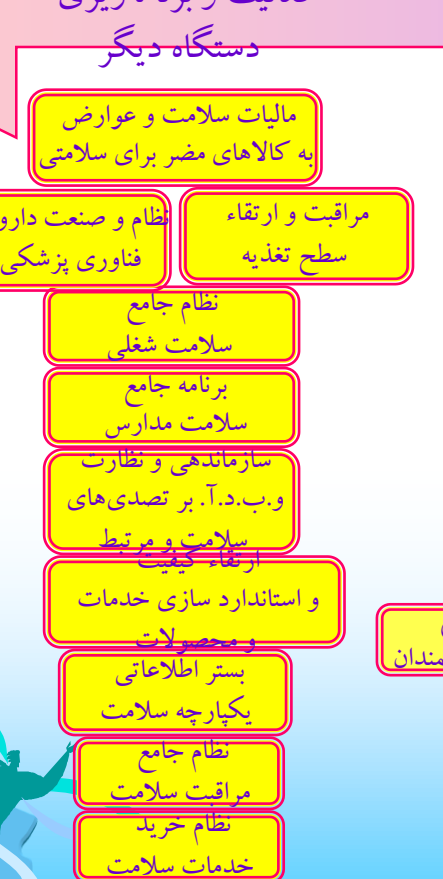 دستگاه دیگر
مالیات سلامت و عوارض
به کالاهای مضر برای سلامتی
مراقبت و ارتقاء
سطح تغذیه
نظام و صنعت دارو
فناوری پزشکی
نظام جامع
سلامت شغلی
برنامه جامع
سلامت مدارس
سازماندهی و نظارت
و.ب.د.آ. بر تصدی‌های
سلامت و مرتبط
ارتقاء کیفیت
و استاندارد سازی خدمات
و محصولات
بستر اطلاعاتی
یکپارچه سلامت
نظام جامع
مراقبت سلامت
نظام خرید
خدمات سلامت